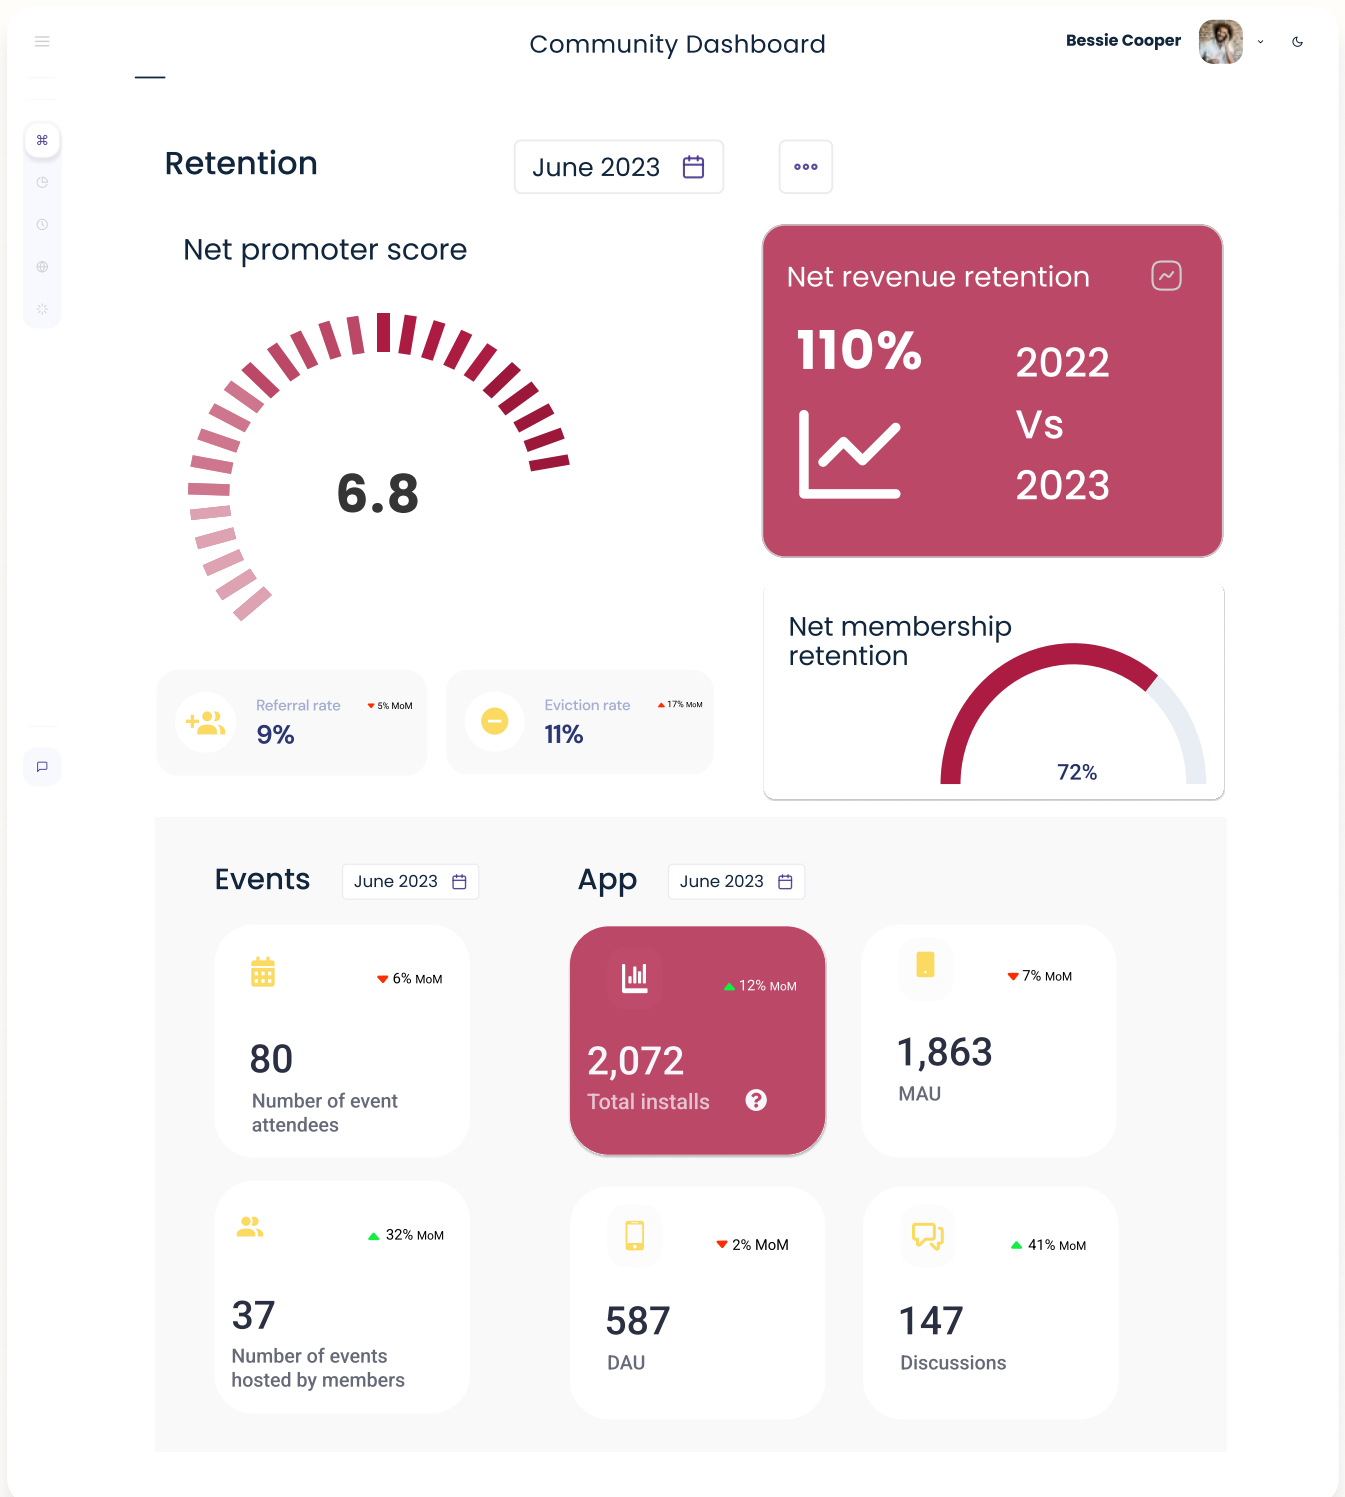 Community Dashboard
Bessie Cooper
Retention
June 2023
Net promoter score
6.8
Net revenue retention
110%
2022
Vs
2023
Net membership
retention
72%
Referral rate
5% MoM
9%
Eviction rate
17% MoM
11%
Events
June 2023
App
June 2023
6% MoM
80
Number of event
attendees
12% MoM
2,072
Total installs
?
7% MoM
1,863
MAU
32% MoM
37
Number of events
hosted by members
2% MoM
587
DAU
41% MoM
147
Discussions